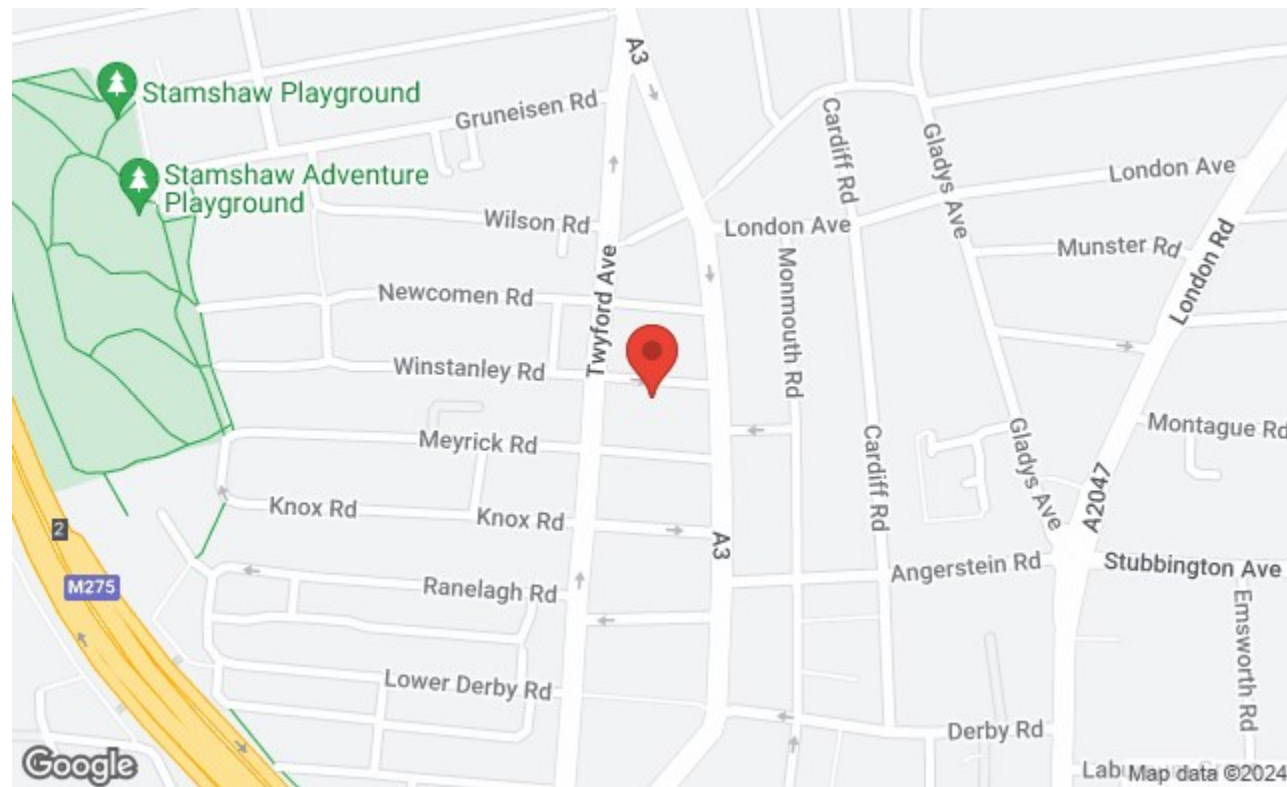 A3
Stamshaw Playground
Gruneisen Rd
Cardiff Rd
Gladys Ave
London Ave
Stamshaw Adventure
Playground
Wilson Rd
London Ave
Munster Rd
London Rd
Twyford Ave
Monmouth Rd
Newcomen Rd
Winstanley Rd
Meyrick Rd
Cardiff Rd
Gladys Ave
Montague Rd
A2047
Knox Rd
Knox Rd
A3
2
M275
Ranelagh Rd
Angerstein Rd
Stubbington Ave
Emsworth Rd
Lower Derby Rd
Derby Rd
Google
Map data ©2024